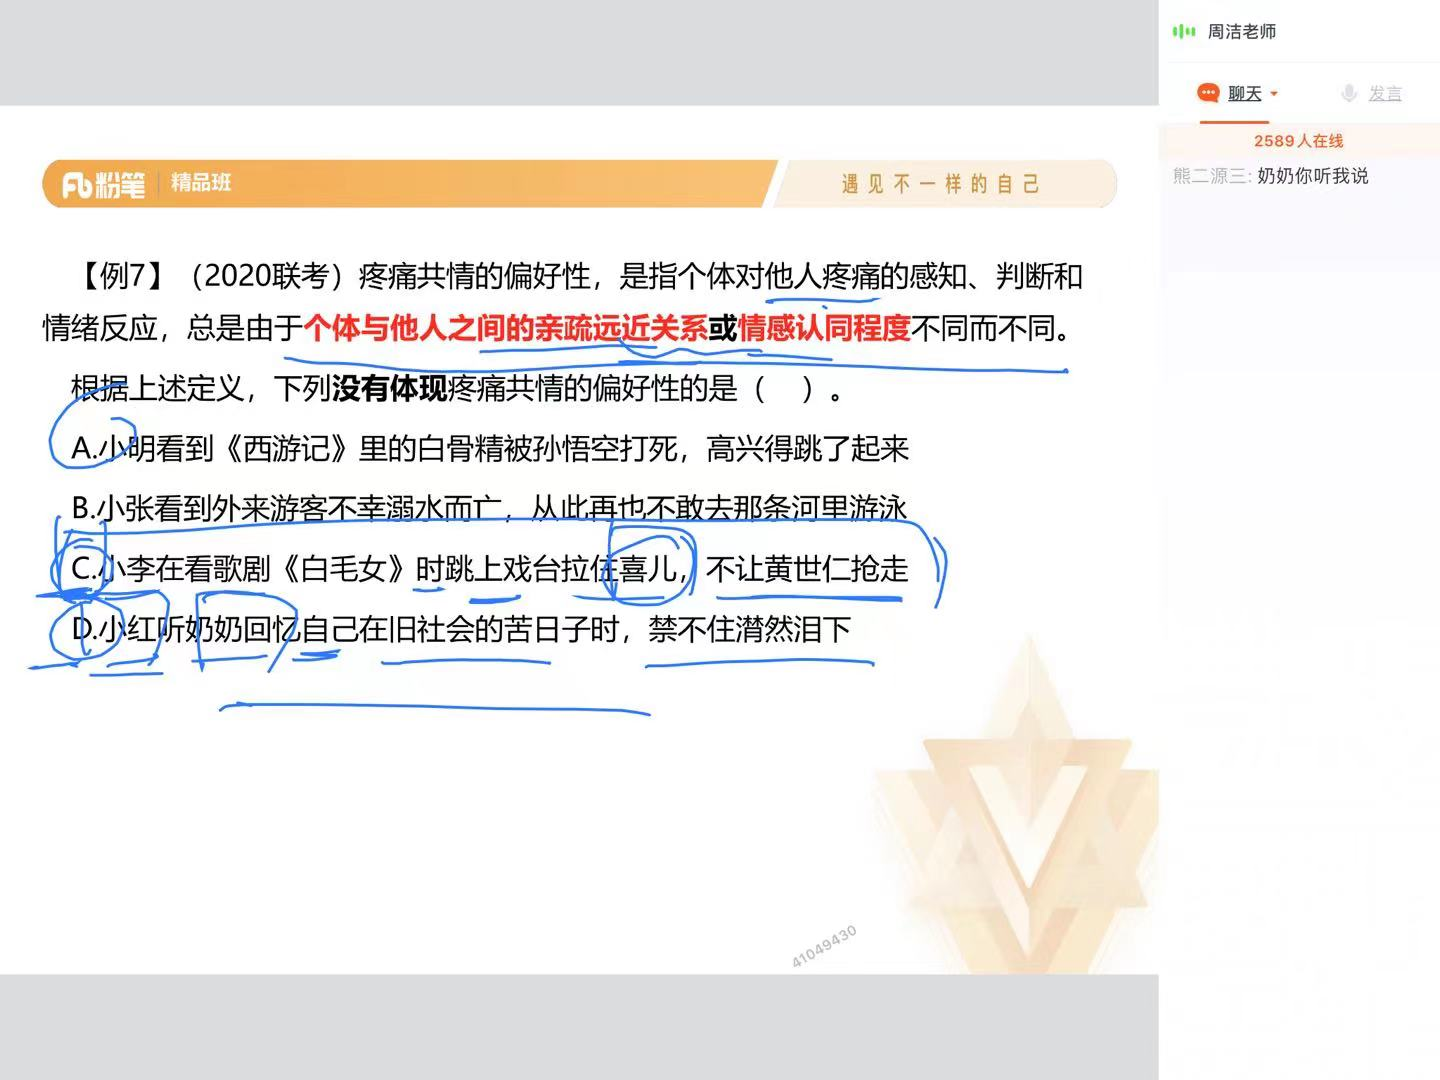 周洁老师
聊天
发言
2589人在线
熊二源三: 奶奶你听我说
粉笔 精品班
遇见不一样的自己
【例7】（2020联考）疼痛共情的偏好性，是指个体对他人疼痛的感知、判断和
情绪反应，总是由于个体与他人之间的亲疏远近关系或情感认同程度不同而不同。
根据上述定义，下列没有体现疼痛共情的偏好性的是（ ）。
A.小明看到《西游记》里的白骨精被孙悟空打死，高兴得跳了起来
B.小张看到外来游客不幸溺水而亡，从此再也不敢去那条河里游泳
C.小李在看歌剧《白毛女》时跳上戏台拉住喜儿，不让黄世仁抢走
D.小红听奶奶回忆自己在旧社会的苦日子时，禁不住潸然泪下
41049430